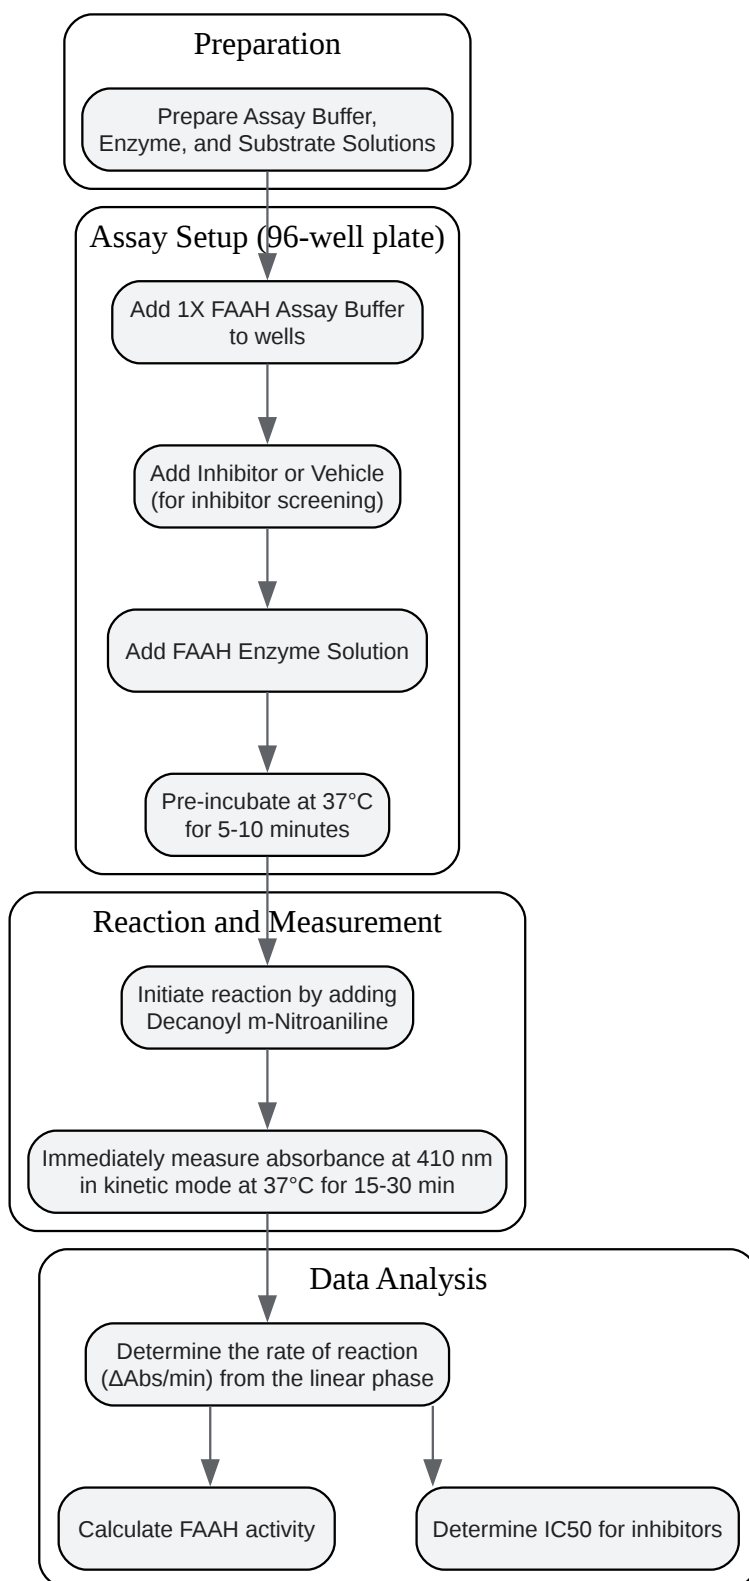 Preparation
Prepare Assay Buffer,
Enzyme, and Substrate Solutions
Assay Setup (96-well plate)
Add 1X FAAH Assay Buffer
to wells
Add Inhibitor or Vehicle
(for inhibitor screening)
Add FAAH Enzyme Solution
Pre-incubate at 37°C
for 5-10 minutes
Reaction and Measurement
Initiate reaction by adding
Decanoyl m-Nitroaniline
Immediately measure absorbance at 410 nm
in kinetic mode at 37°C for 15-30 min
Data Analysis
Determine the rate of reaction
(ΔAbs/min) from the linear phase
Calculate FAAH activity
Determine IC50 for inhibitors